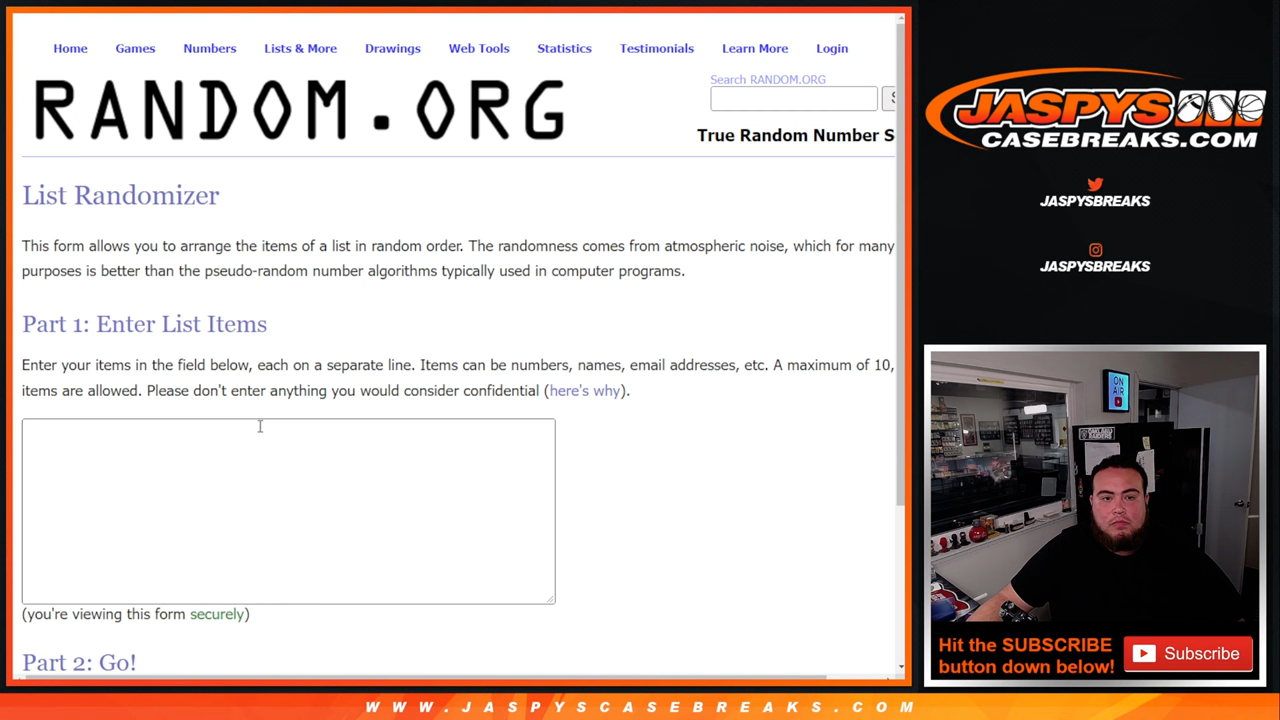 Home Games Numbers Lists & More Drawings Web Tools Statistics Testimonials Learn More Login
RANDOM.ORG
Search RANDOM.ORG
True Random Number S
List Randomizer
This form allows you to arrange the items of a list in random order. The randomness comes from atmospheric noise, which for many
purposes is better than the pseudo-random number algorithms typically used in computer programs.
Part 1: Enter List Items
Enter your items in the field below, each on a separate line. Items can be numbers, names, email addresses, etc. A maximum of 10,
items are allowed. Please don't enter anything you would consider confidential (here's why).
(you're viewing this form securely)
Part 2: Go!
JASPYS
CASEBREAKS.COM
JASPYSBREAKS
JASPYSBREAKS
ON
AIR
Hit the SUBSCRIBE
button down below!
Subscribe
WWW.JASPYSCASEBREAKS.COM